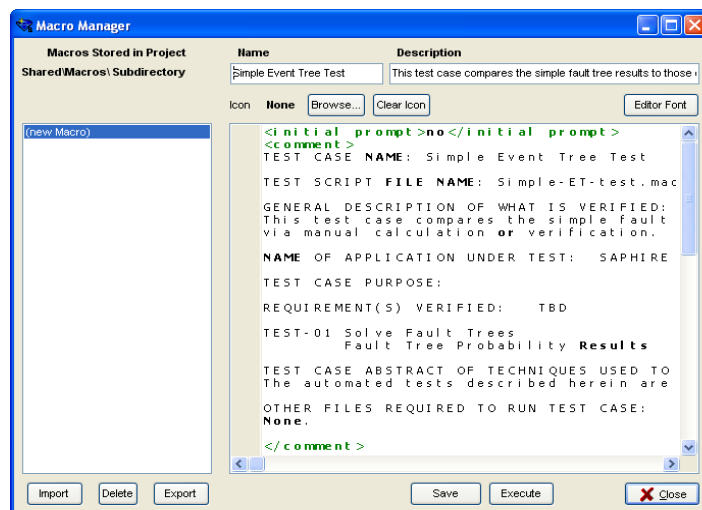 Macro Manager
Macros Stored in Project
Name
Description
Shared\Macros\ Subdirectory
Simple Event Tree Test
This test case compares the simple fault tree results to those
Icon None Browse... Clear Icon Editor Font
(new Macro)
<initial prompt>no</initial prompt>
<comment>
TEST CASE NAME: Simple Event Tree Test
TEST SCRIPT FILE NAME: Simple-ET-test.mac
GENERAL DESCRIPTION OF WHAT IS VERIFIED:
This test case compares the simple fault
via manual calculation or verification.
NAME OF APPLICATION UNDER TEST: SAPHIRE
TEST CASE PURPOSE:
REQUIREMENT(S) VERIFIED: TBD
TEST-01 Solve Fault Trees
Fault Tree Probability Results
TEST CASE ABSTRACT OF TECHNIQUES USED TO
The automated tests described herein are
OTHER FILES REQUIRED TO RUN TEST CASE:
None.
</comment>
Import Delete Export Save Execute Close